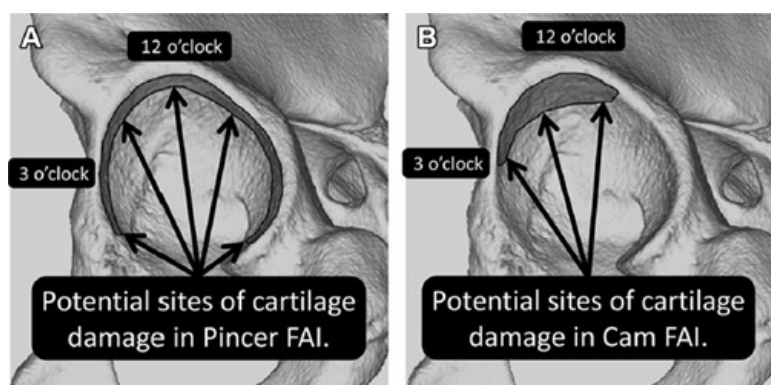 A
12 o'clock
3 o'clock
Potential sites of cartilage
damage in Pincer FAI.
B
12 o'clock
3 o'clock
Potential sites of cartilage
damage in Cam FAI.